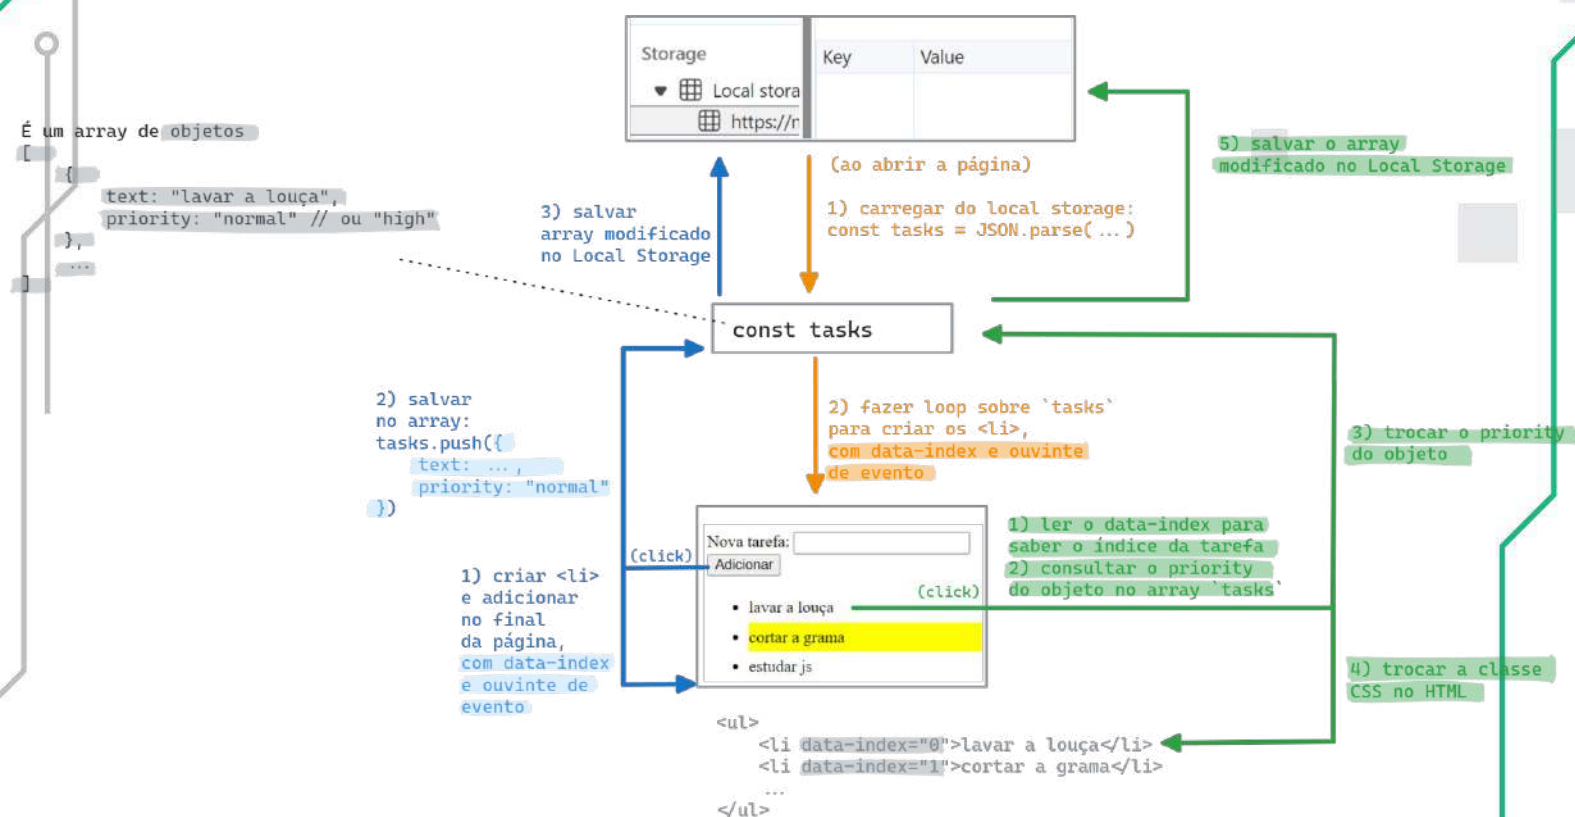 Storage
Key Value
Local stora
https://n
É um array de objetos
[
{
text: "lavar a louça",
priority: "normal" // ou "high"
},
...
]
3) salvar
array modificado
no Local Storage
(ao abrir a página)
1) carregar do local storage:
const tasks = JSON.parse(...)
5) salvar o array
modificado no Local Storage
const tasks
2) salvar
no array:
tasks.push({
text: ...,
priority: "normal"
})
2) fazer loop sobre `tasks`
para criar os <li>,
com data-index e ouvinte
de evento
3) trocar o priority
do objeto
1) criar <li>
e adicionar
no final
da página,
com data-index
e ouvinte de
evento
(click)
Nova tarefa:
Adicionar
• lavar a louça
• cortar a grama
• estudar js
(click)
1) ler o data-index para
saber o índice da tarefa
2) consultar o priority
do objeto no array `tasks`
4) trocar a classe
CSS no HTML
<ul>
<li data-index="0">lavar a louça</li>
<li data-index="1">cortar a grama</li>
...
</ul>